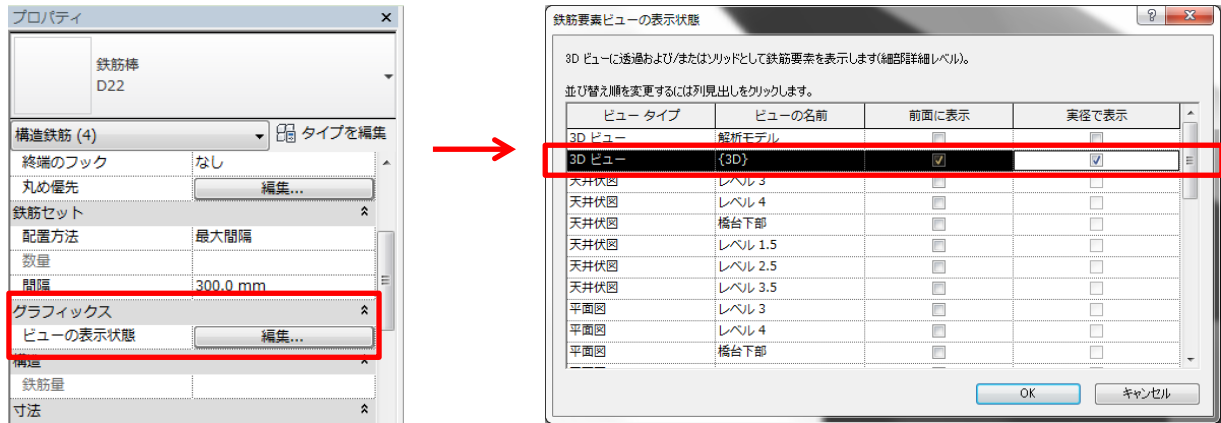 プロパティ
鉄筋棒
D22
構造鉄筋 (4) タイプを編集
終端のフック なし
丸め優先 編集...
鉄筋セット
配置方法 最大間隔
数量
間隔 300.0 mm
グラフィックス
ビューの表示状態 編集...
構造
鉄筋量
寸法
鉄筋要素ビューの表示状態
3D ビューに透過および/またはソリッドとして鉄筋要素を表示します(細部詳細レベル)。
並び替え順を変更するには列見出しをクリックします。
ビュー タイプ ビューの名前 前面に表示 実径で表示
3D ビュー 解析モデル
3D ビュー {3D}
天井伏図 レベル 3
天井伏図 レベル 4
天井伏図 橋台下部
天井伏図 レベル 1.5
天井伏図 レベル 2.5
天井伏図 レベル 3.5
平面図 レベル 3
平面図 レベル 4
平面図 橋台下部
OK キャンセル